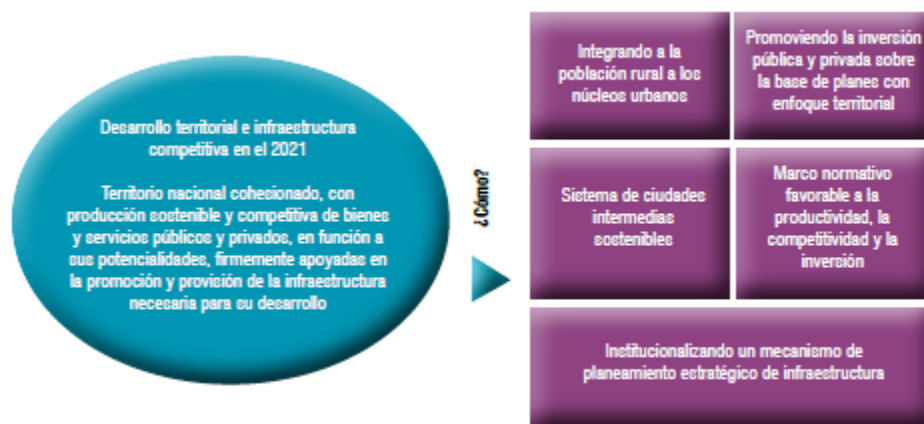 Desarrollo territorial e infraestructura
competitiva en el 2021
Territorio nacional cohesionado, con
producción sostenible y competitiva de bienes
y servicios públicos y privados, en función a
sus potencialidades, firmemente apoyadas en
la promoción y provisión de la infraestructura
necesaria para su desarrollo
¿Cómo?
Integrando a la
población rural a los
núcleos urbanos
Promoviendo la inversión
pública y privada sobre
la base de planes con
enfoque territorial
Sistema de ciudades
intermedias
sostenibles
Marco normativo
favorable a la
productividad, la
competitividad y la
inversión
Institucionalizando un mecanismo de
planeamiento estratégico de infraestructura